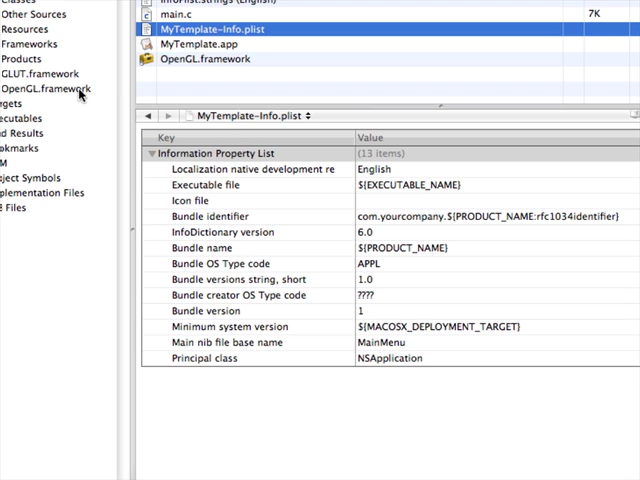 Classes
Other Sources
Resources
Frameworks
Products
GLUT.framework
OpenGL.framework
rgets
ecutables
nd Results
okmarks
M
oject Symbols
plementation Files
B Files
InfoPlist.strings (English)
main.c 7K
MyTemplate-Info.plist
MyTemplate.app
OpenGL.framework
MyTemplate-Info.plist
Key Value
Information Property List (13 items)
Localization native development re English
Executable file ${EXECUTABLE_NAME}
Icon file
Bundle identifier com.yourcompany.${PRODUCT_NAME:rfc1034identifier}
InfoDictionary version 6.0
Bundle name ${PRODUCT_NAME}
Bundle OS Type code APPL
Bundle versions string, short 1.0
Bundle creator OS Type code ????
Bundle version 1
Minimum system version ${MACOSX_DEPLOYMENT_TARGET}
Main nib file base name MainMenu
Principal class NSApplication